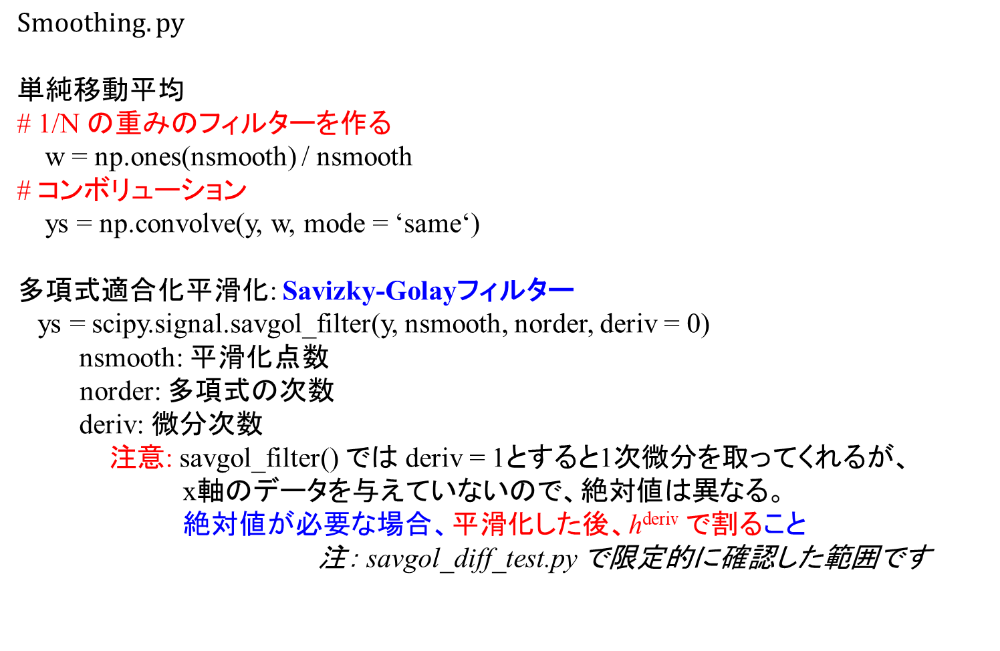 Smoothing.py
単純移動平均
# 1/N の重みのフィルターを作る
w = np.ones(nsmooth) / nsmooth
# コンボリューション
ys = np.convolve(y, w, mode = ‘same‘)
多項式適合化平滑化: Savizky-Golayフィルター
ys = scipy.signal.savgol_filter(y, nsmooth, norder, deriv = 0)
nsmooth: 平滑化点数
norder: 多項式の次数
deriv: 微分次数
注意: savgol_filter() では deriv = 1とすると1次微分を取ってくれるが、
x軸のデータを与えていないので、絶対値は異なる。
絶対値が必要な場合、平滑化した後、h^deriv で割ること
注: savgol_diff_test.py で限定的に確認した範囲です